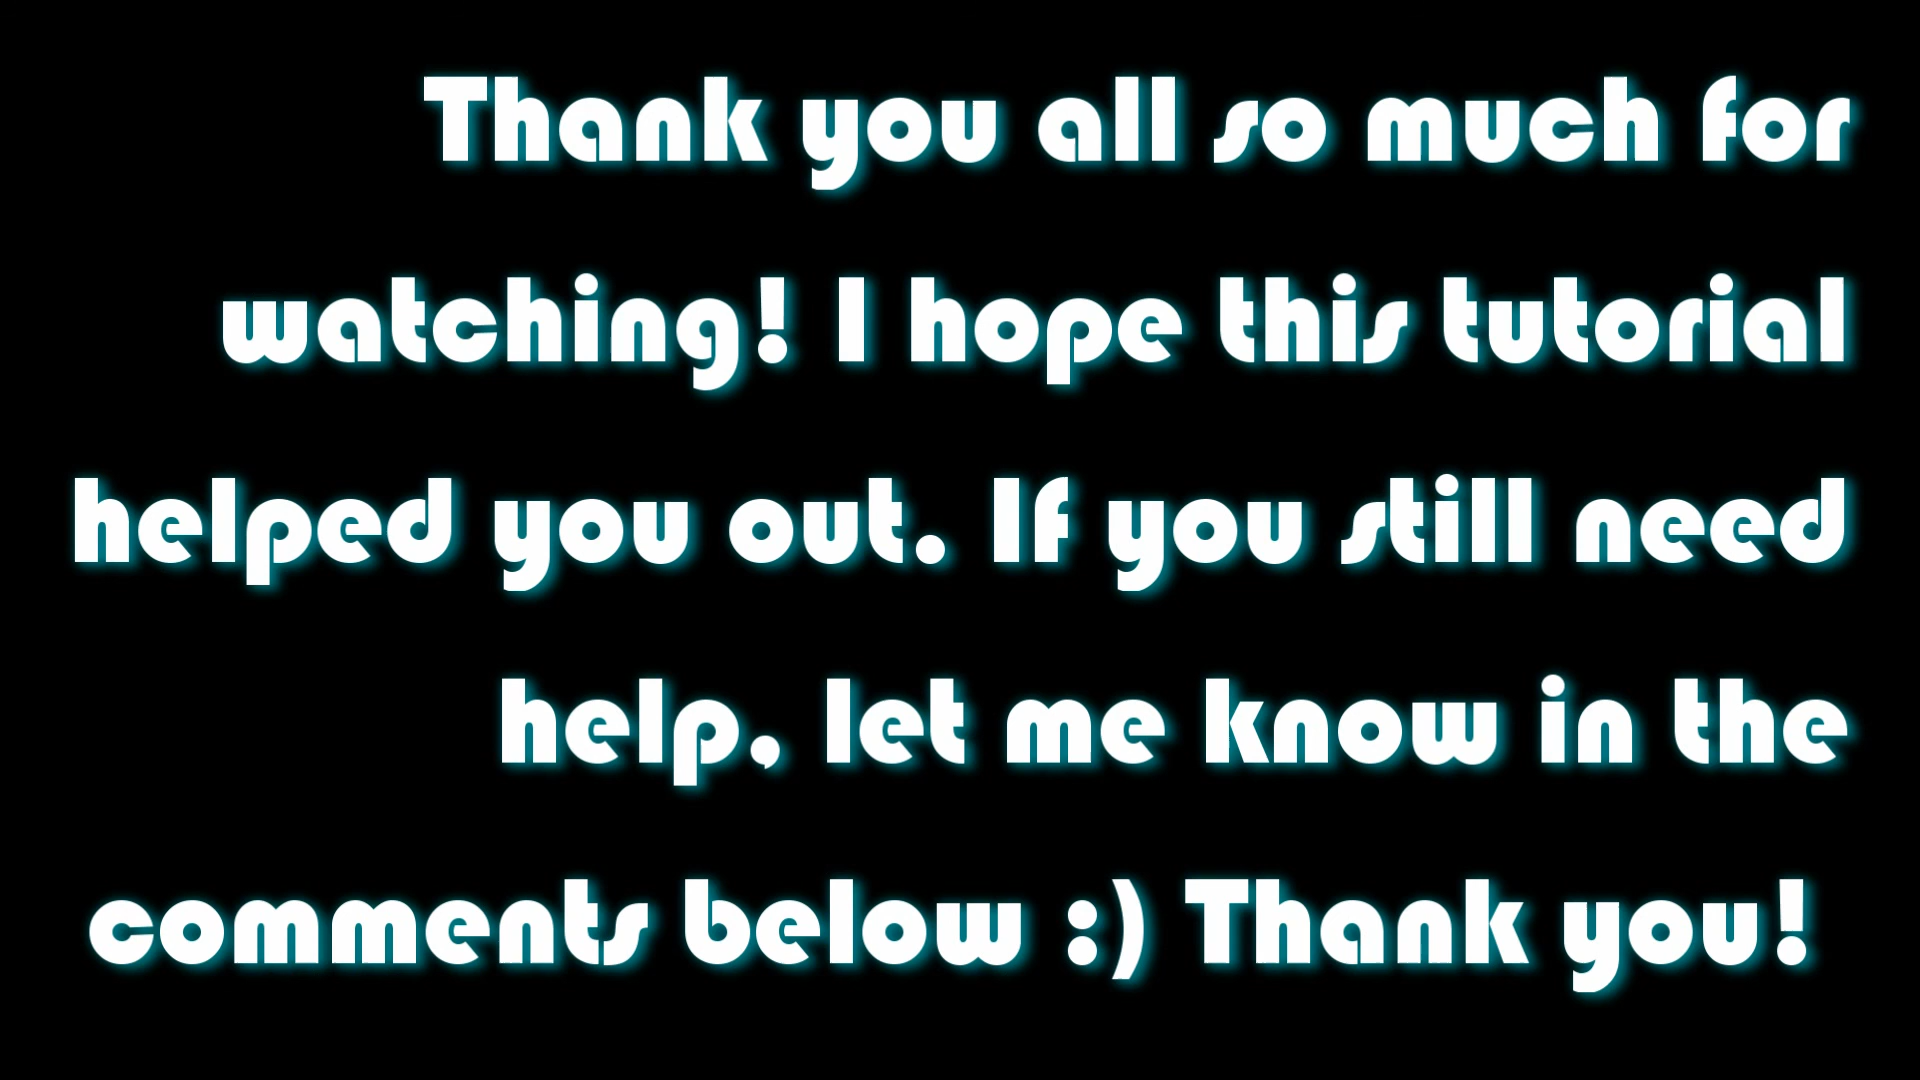 Thank you all so much for
watching! I hope this tutorial
helped you out. If you still need
help, let me know in the
comments below :) Thank you!